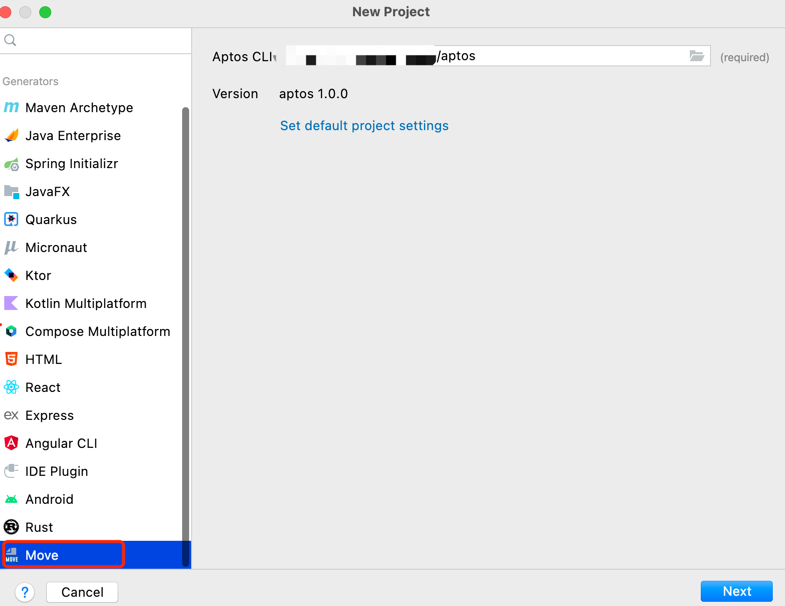 New Project
Generators
Maven Archetype
Java Enterprise
Spring Initializr
JavaFX
Quarkus
Micronaut
Ktor
Kotlin Multiplatform
Compose Multiplatform
HTML
React
ex Express
Angular CLI
IDE Plugin
Android
Rust
MOVE Move
Aptos CLI /aptos (required)
Version aptos 1.0.0
Set default project settings
? Cancel Next